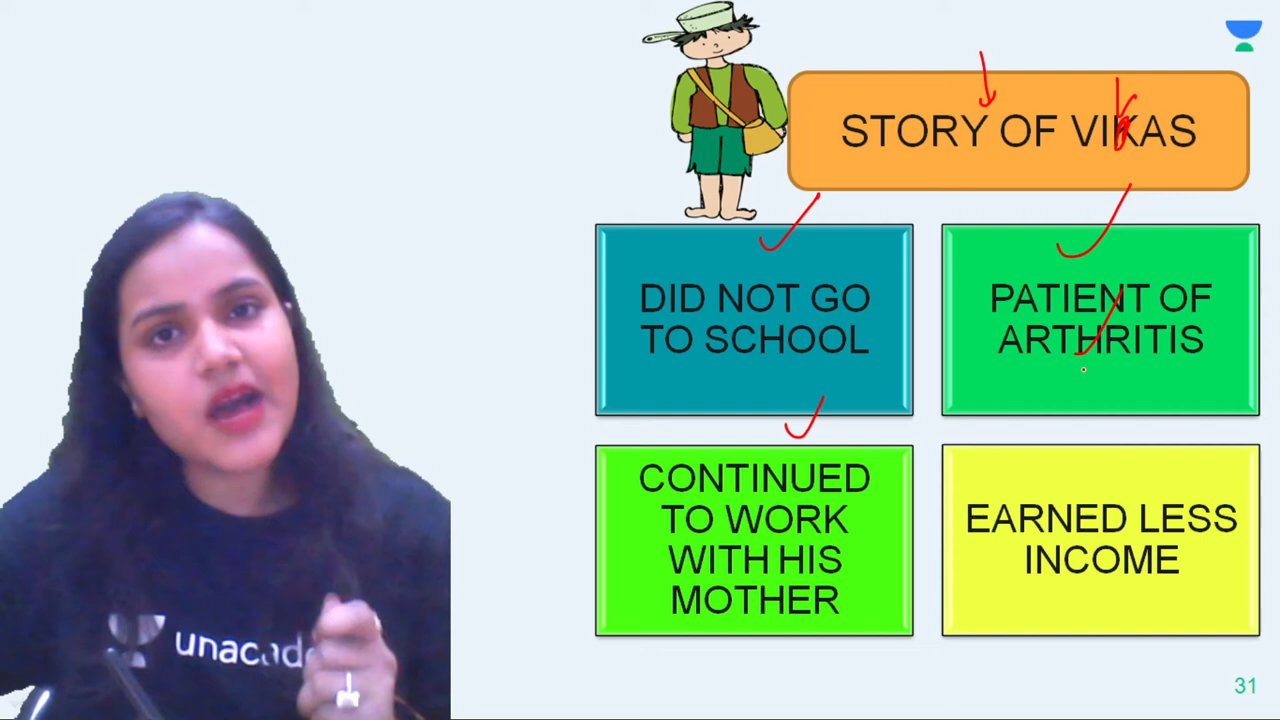 STORY OF VIKAS
DID NOT GO
TO SCHOOL
PATIENT OF
ARTHRITIS
CONTINUED
TO WORK
WITH HIS
MOTHER
EARNED LESS
INCOME
unacad
31